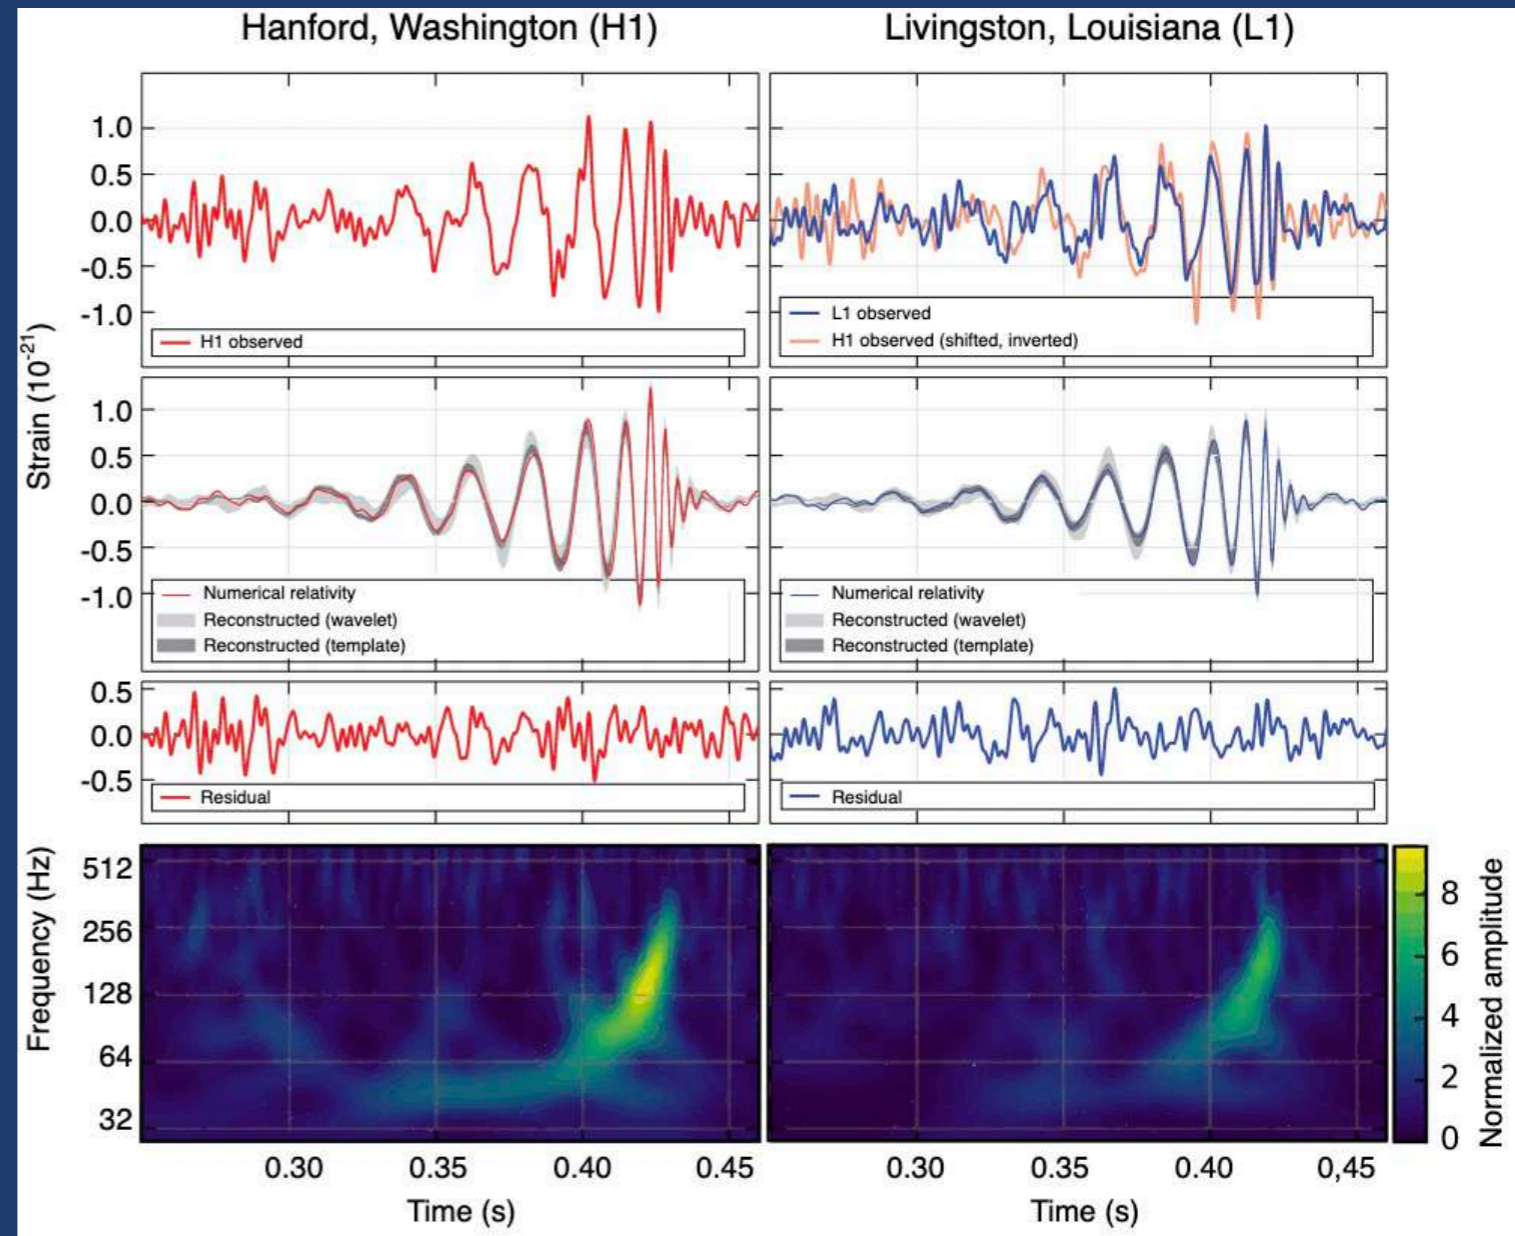 Hanford, Washington (H1)
Livingston, Louisiana (L1)
Strain (10⁻²¹)
1.0
0.5
0.0
-0.5
-1.0
H1 observed
L1 observed
H1 observed (shifted, inverted)
1.0
0.5
0.0
-0.5
-1.0
Numerical relativity
Reconstructed (wavelet)
Reconstructed (template)
Numerical relativity
Reconstructed (wavelet)
Reconstructed (template)
0.5
0.0
-0.5
Residual
Residual
Frequency (Hz)
512
256
128
64
32
8
6
4
2
0
Normalized amplitude
0.30 0.35 0.40 0.45
0.30 0.35 0.40 0,45
Time (s)
Time (s)